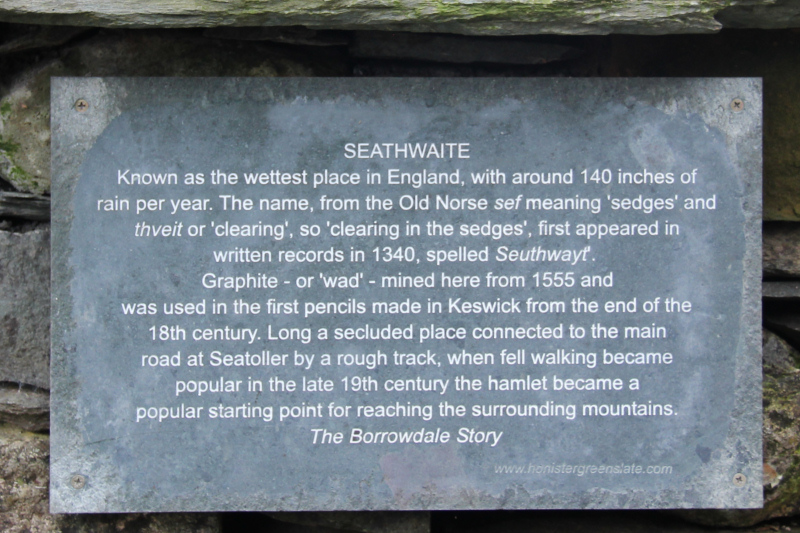 SEATHWAITE
Known as the wettest place in England, with around 140 inches of
rain per year. The name, from the Old Norse sef meaning 'sedges' and
thveit or 'clearing', so 'clearing in the sedges', first appeared in
written records in 1340, spelled Seuthwayt'.
Graphite - or 'wad' - mined here from 1555 and
was used in the first pencils made in Keswick from the end of the
18th century. Long a secluded place connected to the main
road at Seatoller by a rough track, when fell walking became
popular in the late 19th century the hamlet became a
popular starting point for reaching the surrounding mountains.
The Borrowdale Story
www.honistergreenslate.com